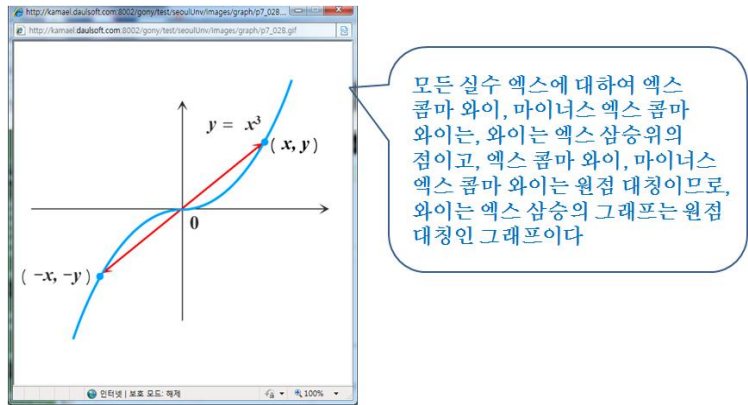 http://kamael.daulsoft.com:8002/gony/test/seoulUnv/images/graph/p7_028...
http://kamael.daulsoft.com:8002/gony/test/seoulUnv/images/graph/p7_028.gif
y = x³
( x, y)
0
( −x, −y )
인터넷 | 보호 모드: 해제
100%
모든 실수 엑스에 대하여 엑스
콤마 와이, 마이너스 엑스 콤마
와이는, 와이는 엑스 삼승위의
점이고, 엑스 콤마 와이, 마이너스
엑스 콤마 와이는 원점 대칭이므로,
와이는 엑스 삼승의 그래프는 원점
대칭인 그래프이다